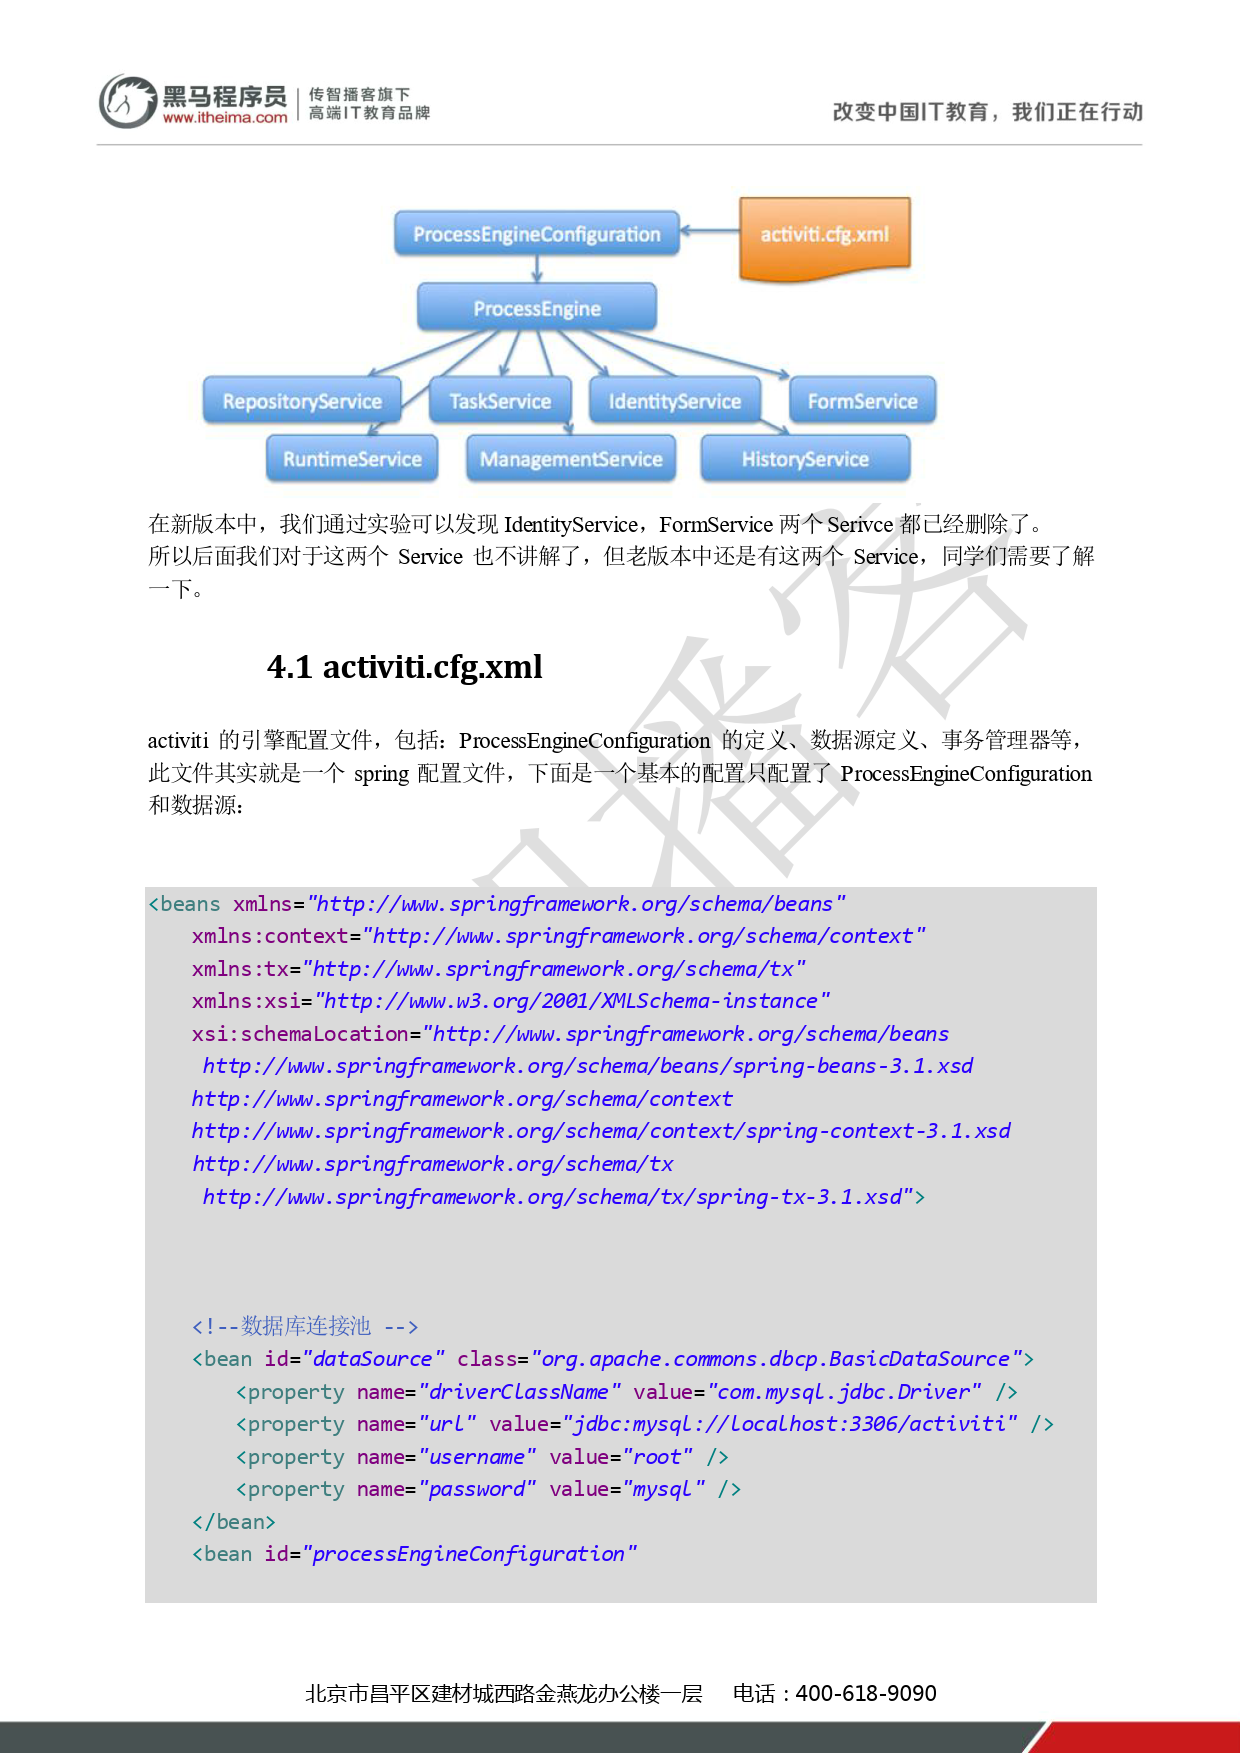 黑马程序员
www.itheima.com
传智播客旗下
高端IT教育品牌
改变中国IT教育，我们正在行动
ProcessEngineConfiguration
activiti.cfg.xml
ProcessEngine
RepositoryService
TaskService
IdentityService
FormService
RuntimeService
ManagementService
HistoryService
在新版本中，我们通过实验可以发现 IdentityService，FormService 两个 Serivce 都已经删除了。
所以后面我们对于这两个 Service 也不讲解了，但老版本中还是有这两个 Service，同学们需要了解
一下。
4.1 activiti.cfg.xml
activiti 的引擎配置文件，包括：ProcessEngineConfiguration 的定义、数据源定义、事务管理器等，
此文件其实就是一个 spring 配置文件，下面是一个基本的配置只配置了 ProcessEngineConfiguration
和数据源：
<beans xmlns="http://www.springframework.org/schema/beans"
xmlns:context="http://www.springframework.org/schema/context"
xmlns:tx="http://www.springframework.org/schema/tx"
xmlns:xsi="http://www.w3.org/2001/XMLSchema-instance"
xsi:schemaLocation="http://www.springframework.org/schema/beans
http://www.springframework.org/schema/beans/spring-beans-3.1.xsd
http://www.springframework.org/schema/context
http://www.springframework.org/schema/context/spring-context-3.1.xsd
http://www.springframework.org/schema/tx
http://www.springframework.org/schema/tx/spring-tx-3.1.xsd">
<!--数据库连接池 -->
<bean id="dataSource" class="org.apache.commons.dbcp.BasicDataSource">
<property name="driverClassName" value="com.mysql.jdbc.Driver" />
<property name="url" value="jdbc:mysql://localhost:3306/activiti" />
<property name="username" value="root" />
<property name="password" value="mysql" />
</bean>
<bean id="processEngineConfiguration"
播客
北京市昌平区建材城西路金燕龙办公楼一层 电话：400-618-9090